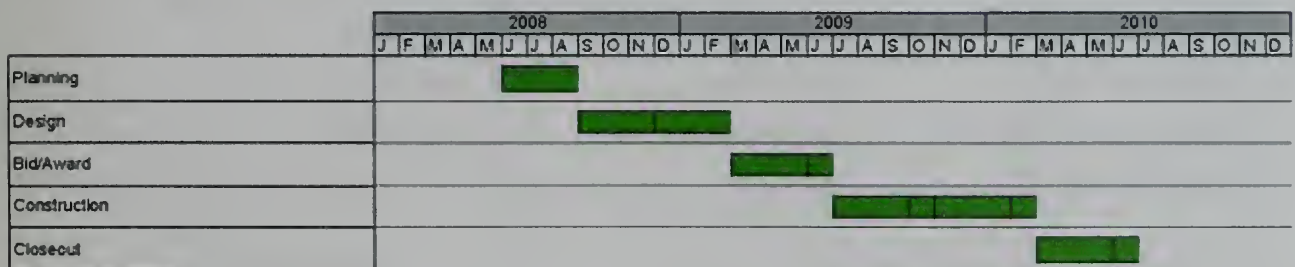 2008 2009 2010
J F M A M J J A S O N D J F M A M J J A S O N D J F M A M J J A S O N D
Planning
Design
Bid/Award
Construction
Closeout